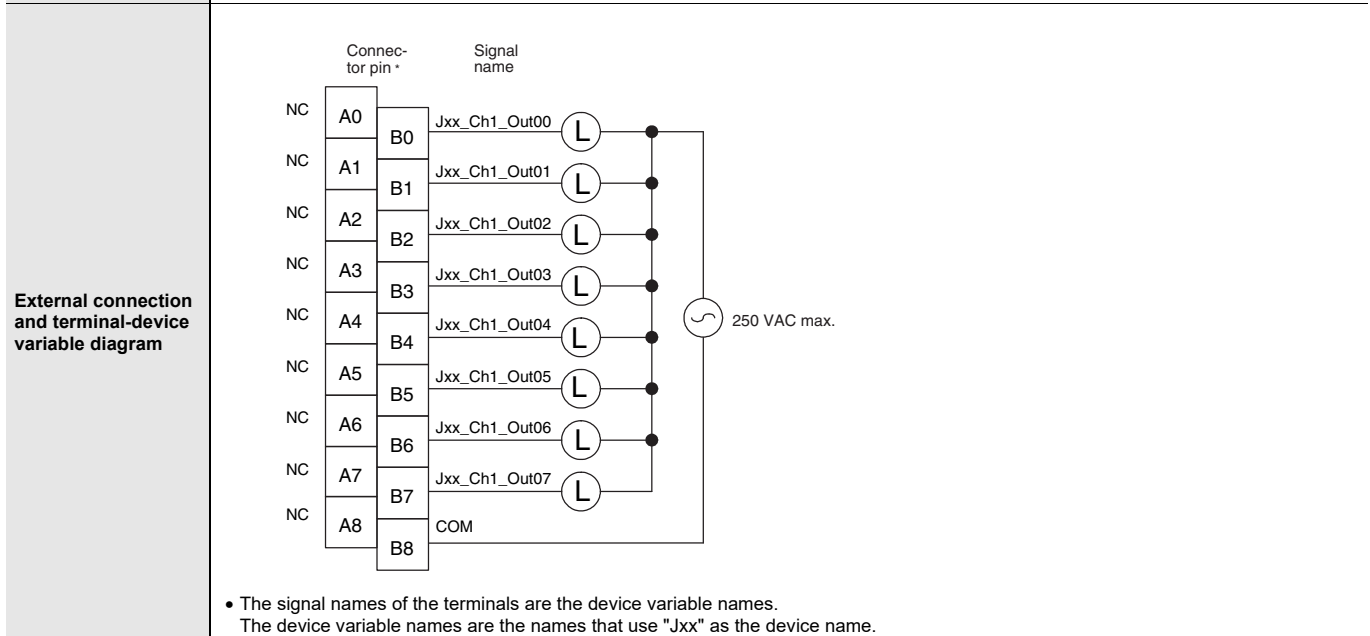 External connection
and terminal-device
variable diagram
Connec-
tor pin *
Signal
name
NC
A0
B0
Jxx_Ch1_Out00
L
NC
A1
B1
Jxx_Ch1_Out01
L
NC
A2
B2
Jxx_Ch1_Out02
L
NC
A3
B3
Jxx_Ch1_Out03
L
NC
A4
B4
Jxx_Ch1_Out04
L
250 VAC max.
NC
A5
B5
Jxx_Ch1_Out05
L
NC
A6
B6
Jxx_Ch1_Out06
L
NC
A7
B7
Jxx_Ch1_Out07
L
NC
A8
B8
COM
• The signal names of the terminals are the device variable names.
The device variable names are the names that use "Jxx" as the device name.